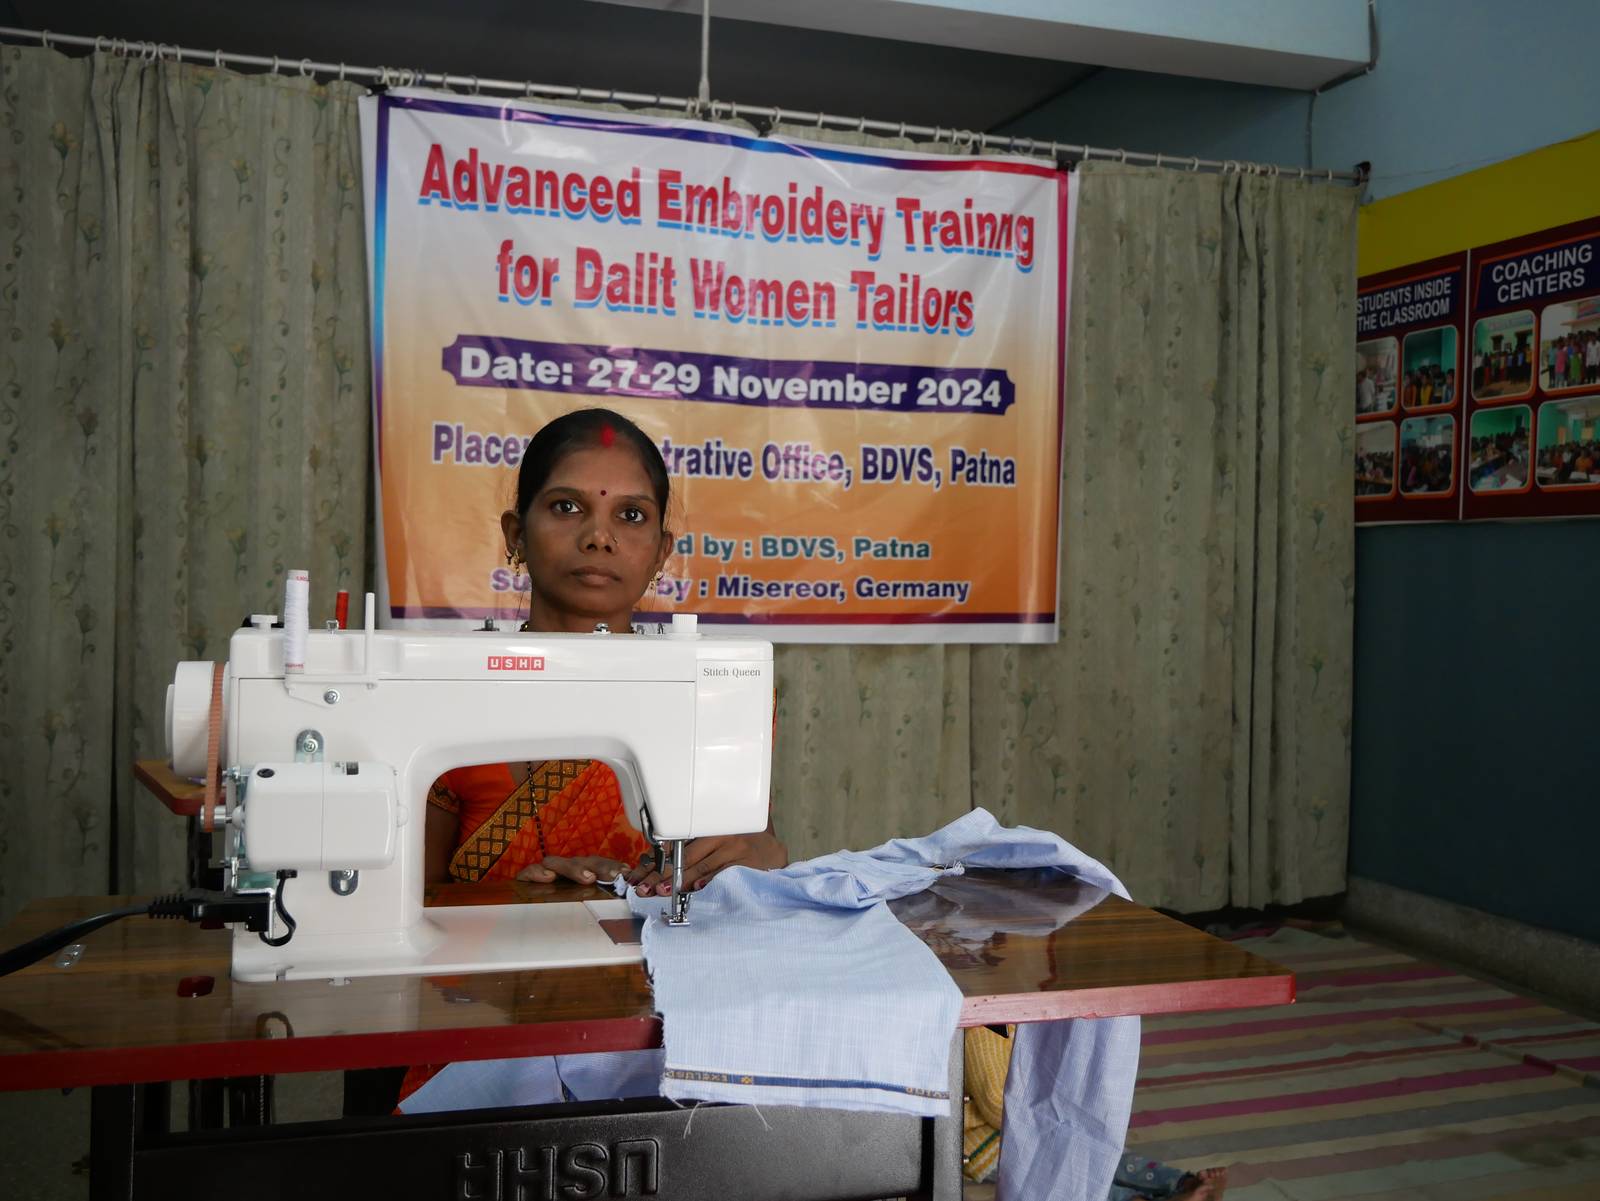 Advanced Embroidery Training
for Dalit Women Tailors
Date: 27-29 November 2024
trative Office, BDVS, Patna
d by : BDVS, Patna
by : Misereor, Germany
STUDENTS INSIDE
THE CLASSROOM
COACHING
CENTERS
USHA
Stitch Queen
USHA